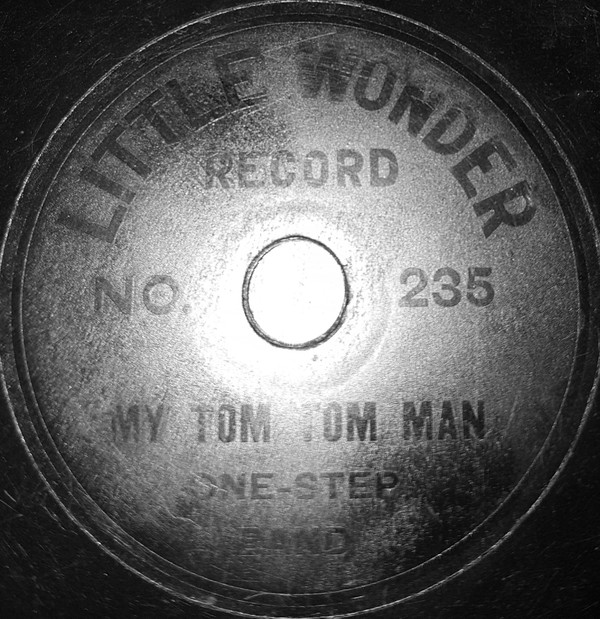 LITTLE WONDER
RECORD
NO. 235
MY TOM TOM MAN
ONE-STEP
BAND